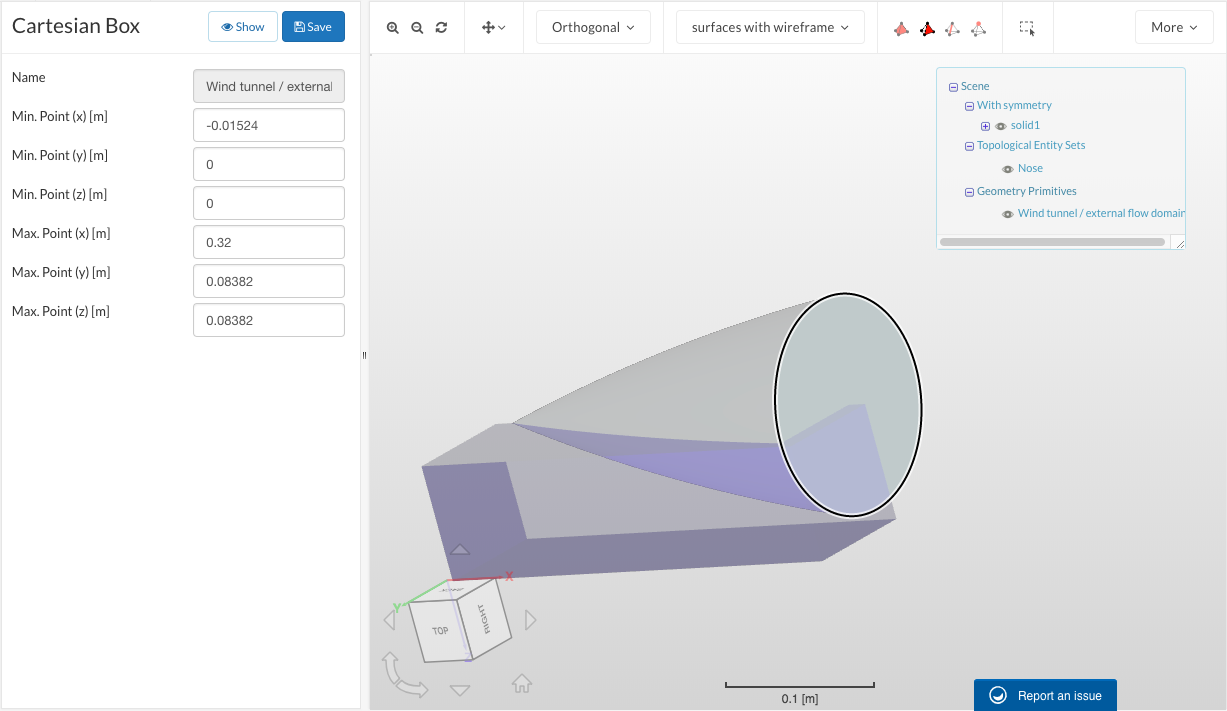 Cartesian Box
Show
Save
Name
Wind tunnel / external
Min. Point (x) [m]
-0.01524
Min. Point (y) [m]
0
Min. Point (z) [m]
0
Max. Point (x) [m]
0.32
Max. Point (y) [m]
0.08382
Max. Point (z) [m]
0.08382
Orthogonal
surfaces with wireframe
More
Scene
With symmetry
solid1
Topological Entity Sets
Nose
Geometry Primitives
Wind tunnel / external flow domain
X
Y
TOP
RIGHT
0.1 [m]
Report an issue